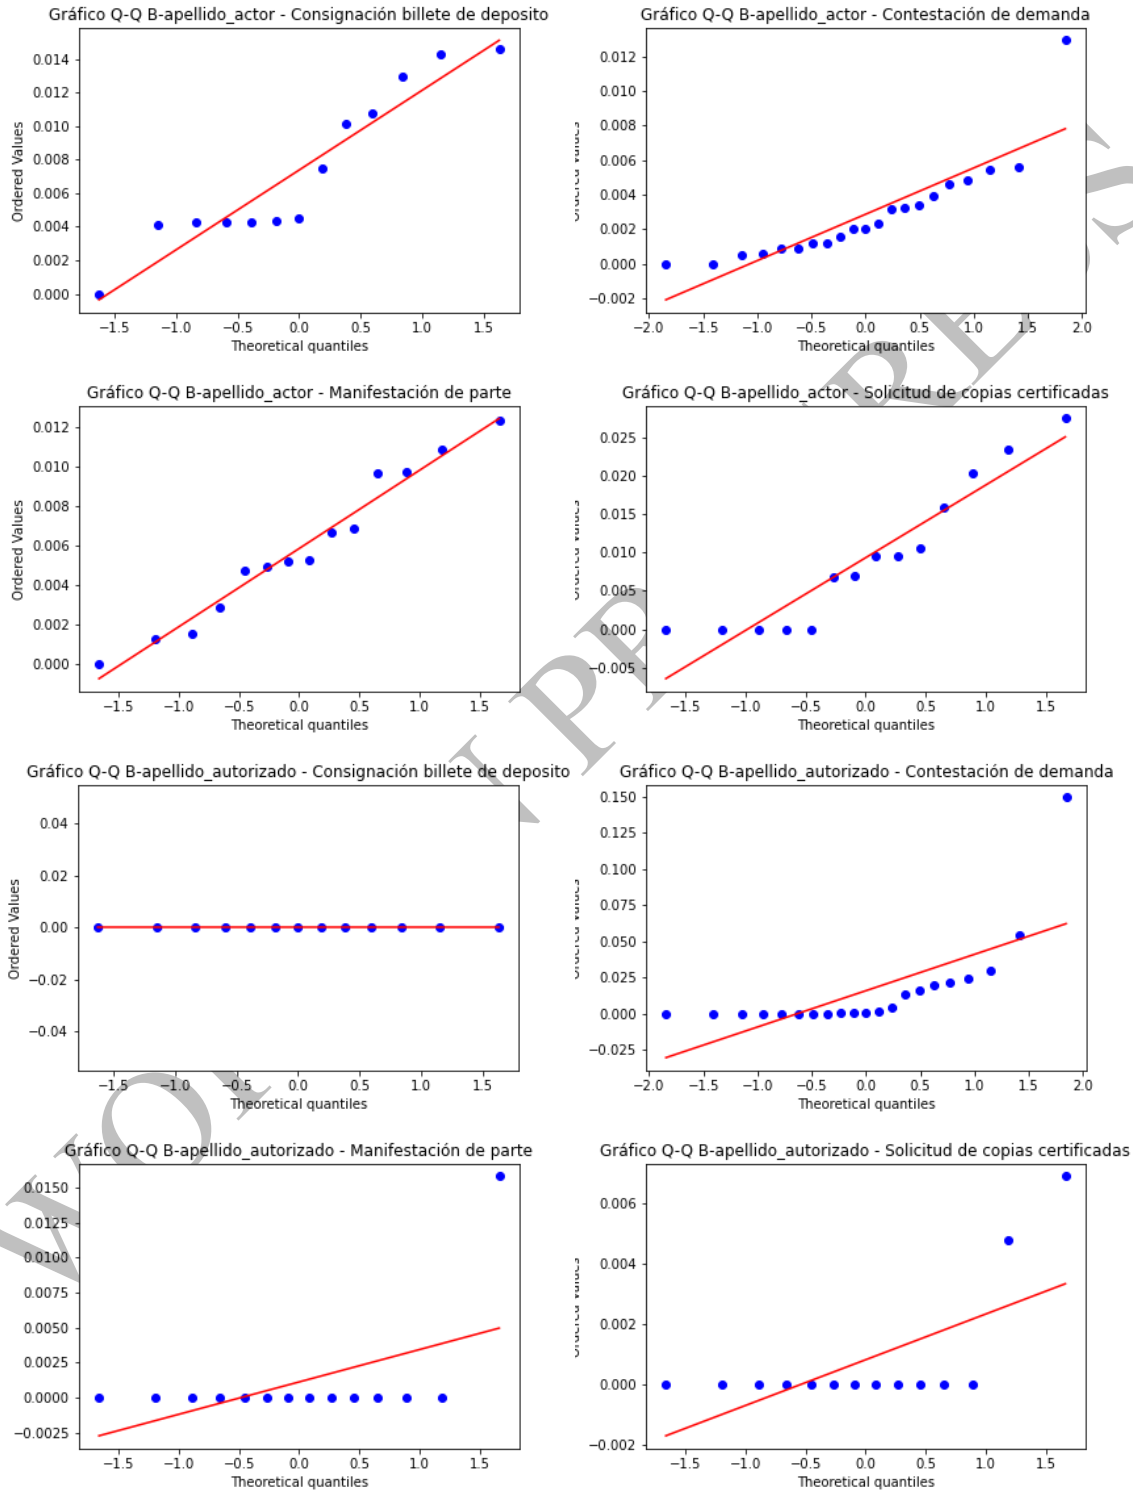 Gráfico Q-Q B-apellido_actor - Consignación billete de deposito
Ordered Values
0.014
0.012
0.010
0.008
0.006
0.004
0.002
0.000
−1.5 −1.0 −0.5 0.0 0.5 1.0 1.5
Theoretical quantiles
Gráfico Q-Q B-apellido_actor - Contestación de demanda
Ordered Values
0.012
0.010
0.008
0.006
0.004
0.002
0.000
−0.002
−2.0 −1.5 −1.0 −0.5 0.0 0.5 1.0 1.5 2.0
Theoretical quantiles
Gráfico Q-Q B-apellido_actor - Manifestación de parte
Ordered Values
0.012
0.010
0.008
0.006
0.004
0.002
0.000
−1.5 −1.0 −0.5 0.0 0.5 1.0 1.5
Theoretical quantiles
Gráfico Q-Q B-apellido_actor - Solicitud de copias certificadas
Ordered Values
0.025
0.020
0.015
0.010
0.005
0.000
−0.005
−1.5 −1.0 −0.5 0.0 0.5 1.0 1.5
Theoretical quantiles
Gráfico Q-Q B-apellido_autorizado - Consignación billete de deposito
Ordered Values
0.04
0.02
0.00
−0.02
−0.04
−1.5 −1.0 −0.5 0.0 0.5 1.0 1.5
Theoretical quantiles
Gráfico Q-Q B-apellido_autorizado - Contestación de demanda
Ordered Values
0.150
0.125
0.100
0.075
0.050
0.025
0.000
−0.025
−2.0 −1.5 −1.0 −0.5 0.0 0.5 1.0 1.5 2.0
Theoretical quantiles
Gráfico Q-Q B-apellido_autorizado - Manifestación de parte
Ordered Values
0.0150
0.0125
0.0100
0.0075
0.0050
0.0025
0.0000
−0.0025
−1.5 −1.0 −0.5 0.0 0.5 1.0 1.5
Theoretical quantiles
Gráfico Q-Q B-apellido_autorizado - Solicitud de copias certificadas
Ordered Values
0.006
0.004
0.002
0.000
−0.002
−1.5 −1.0 −0.5 0.0 0.5 1.0 1.5
Theoretical quantiles